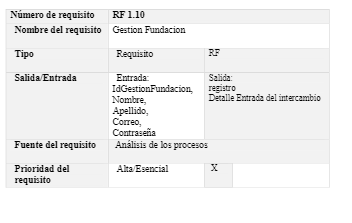 Número de requisito RF 1.10
Nombre del requisito Gestion Fundacion
Tipo Requisito RF
Salida/Entrada Entrada: Salida:
IdGestionFundacion, registro
Nombre, Detalle Entrada del intercambio
Apellido,
Correo,
Contraseña
Fuente del requisito Análisis de los procesos
Prioridad del Alta/Esencial X
requisito